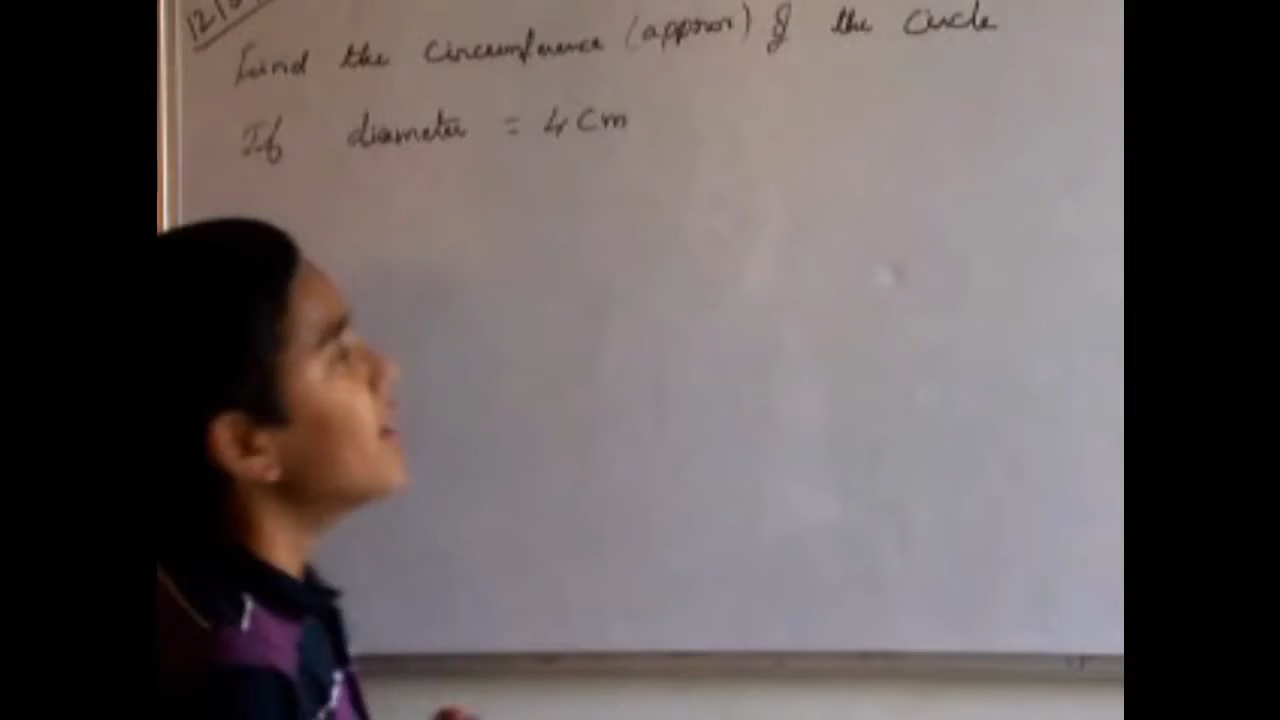 Find the circumference (approx) of the circle
If diameter = 4 cm